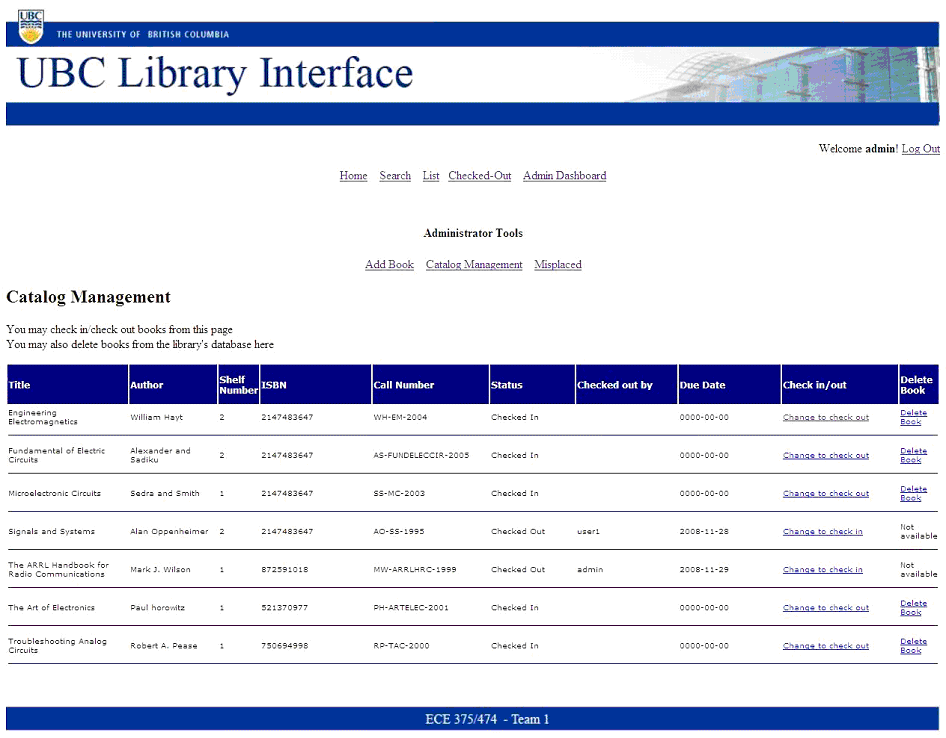 UBC
THE UNIVERSITY OF BRITISH COLUMBIA
UBC Library Interface
Welcome admin! Log Out
Home Search List Checked-Out Admin Dashboard
Administrator Tools
Add Book Catalog Management Misplaced
Catalog Management
You may check in/check out books from this page
You may also delete books from the library's database here
Title Author Shelf Number ISBN Call Number Status Checked out by Due Date Check in/out Delete Book
Engineering Electromagnetics William Hayt 2 2147483647 WH-EM-2004 Checked In 0000-00-00 Change to check out Delete Book
Fundamental of Electric Circuits Alexander and Sadiku 2 2147483647 AS-FUNDELECCIR-2005 Checked In 0000-00-00 Change to check out Delete Book
Microelectronic Circuits Sedra and Smith 1 2147483647 SS-MC-2003 Checked In 0000-00-00 Change to check out Delete Book
Signals and Systems Alan Oppenheimer 2 2147483647 AO-SS-1995 Checked Out user1 2008-11-28 Change to check in Not available
The ARRL Handbook for Radio Communications Mark J. Wilson 1 872591018 MW-ARRLHRC-1999 Checked Out admin 2008-11-29 Change to check in Not available
The Art of Electronics Paul horowitz 1 521370977 PH-ARTELEC-2001 Checked In 0000-00-00 Change to check out Delete Book
Troubleshooting Analog Circuits Robert A. Pease 1 750694998 RP-TAC-2000 Checked In 0000-00-00 Change to check out Delete Book
ECE 375/474 - Team 1